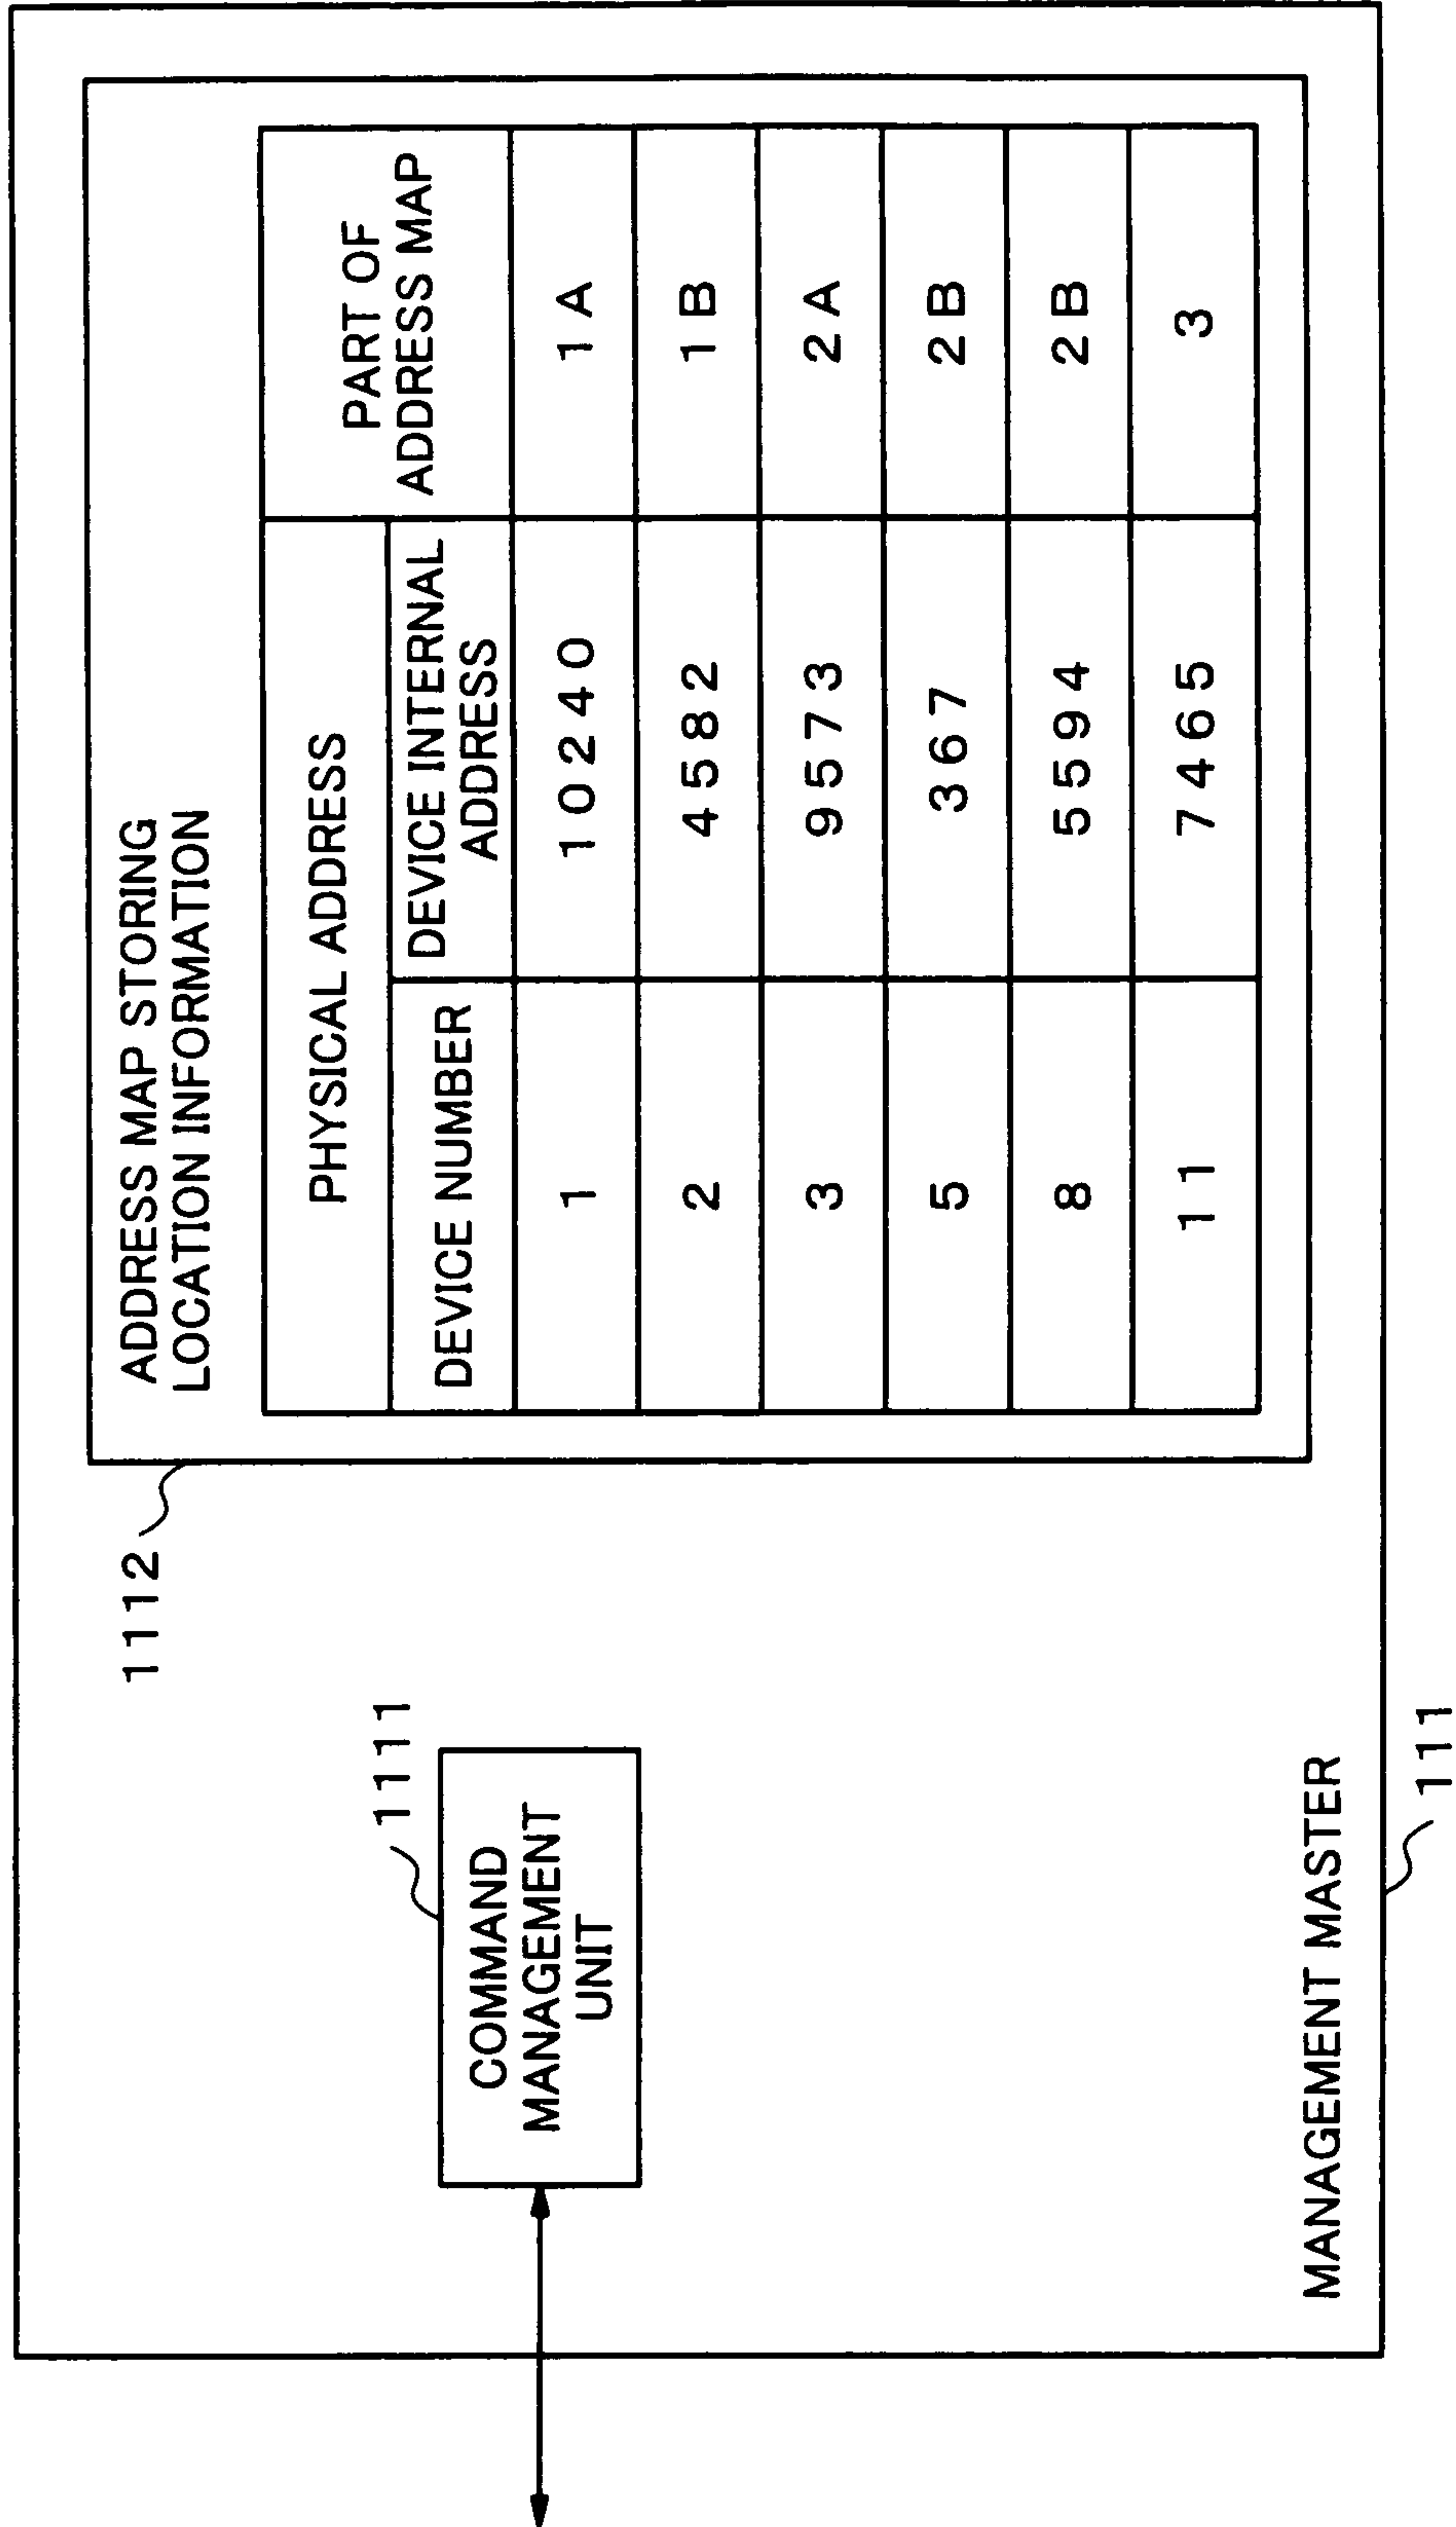 1112
ADDRESS MAP STORING
LOCATION INFORMATION
PHYSICAL ADDRESS
PART OF
ADDRESS MAP
DEVICE NUMBER
DEVICE INTERNAL
ADDRESS
1 10240 1A
2 4582 1B
3 9573 2A
5 367 2B
8 5594 2B
11 7465 3
1111
COMMAND
MANAGEMENT
UNIT
MANAGEMENT MASTER
111